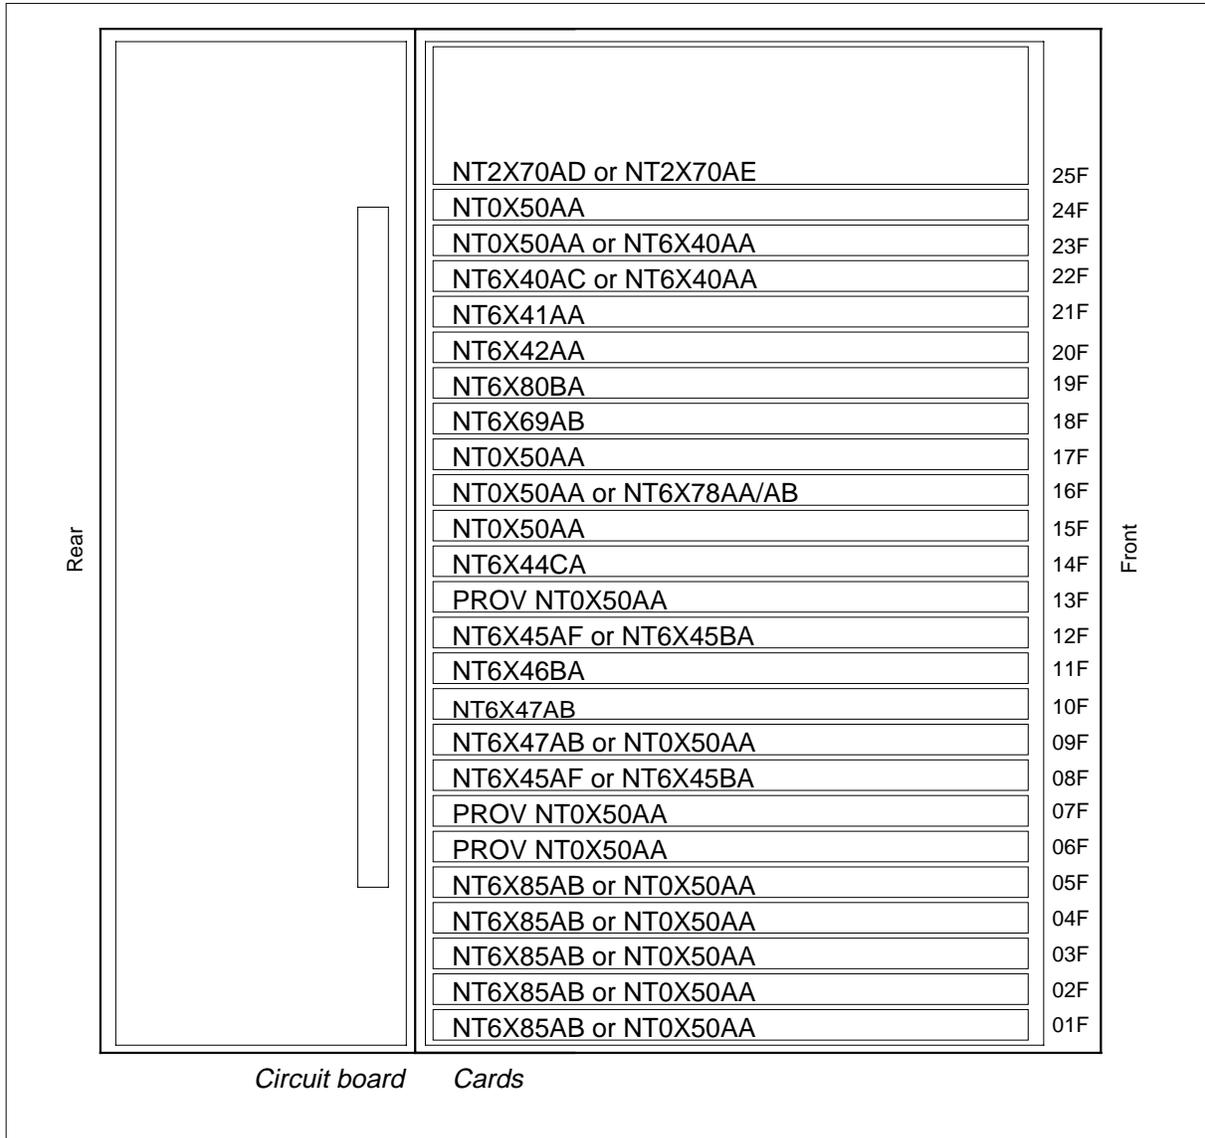 NT2X70AD or NT2X70AE 25F
NT0X50AA 24F
NT0X50AA or NT6X40AA 23F
NT6X40AC or NT6X40AA 22F
NT6X41AA 21F
NT6X42AA 20F
NT6X80BA 19F
NT6X69AB 18F
NT0X50AA 17F
NT0X50AA or NT6X78AA/AB 16F
NT0X50AA 15F
Rear
Front
NT6X44CA 14F
PROV NT0X50AA 13F
NT6X45AF or NT6X45BA 12F
NT6X46BA 11F
NT6X47AB 10F
NT6X47AB or NT0X50AA 09F
NT6X45AF or NT6X45BA 08F
PROV NT0X50AA 07F
PROV NT0X50AA 06F
NT6X85AB or NT0X50AA 05F
NT6X85AB or NT0X50AA 04F
NT6X85AB or NT0X50AA 03F
NT6X85AB or NT0X50AA 02F
NT6X85AB or NT0X50AA 01F
Circuit board Cards